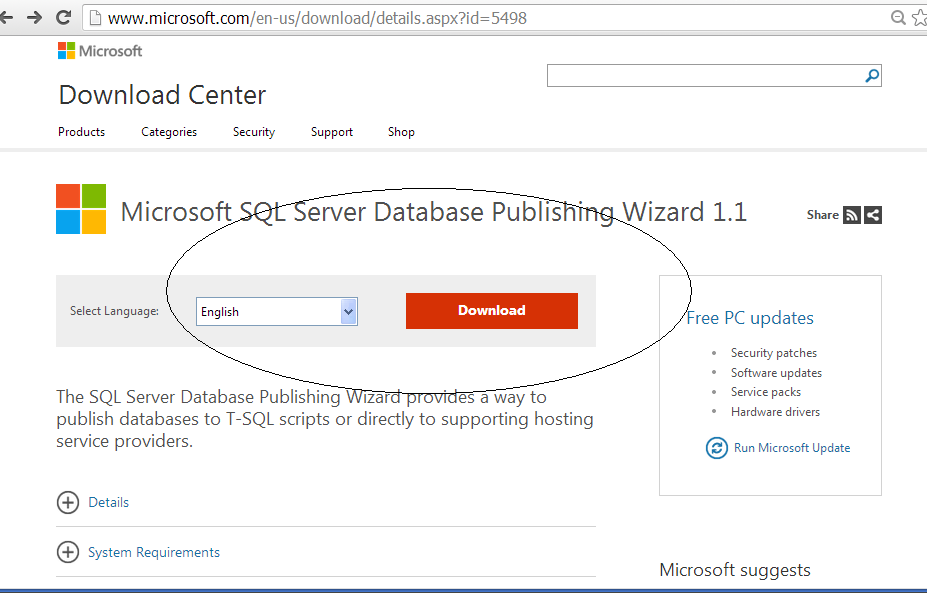 www.microsoft.com/en-us/download/details.aspx?id=5498
Microsoft
Download Center
Products Categories Security Support Shop
Microsoft SQL Server Database Publishing Wizard 1.1
Share
Select Language: English Download
The SQL Server Database Publishing Wizard provides a way to
publish databases to T-SQL scripts or directly to supporting hosting
service providers.
Details
System Requirements
Free PC updates
Security patches
Software updates
Service packs
Hardware drivers
Run Microsoft Update
Microsoft suggests